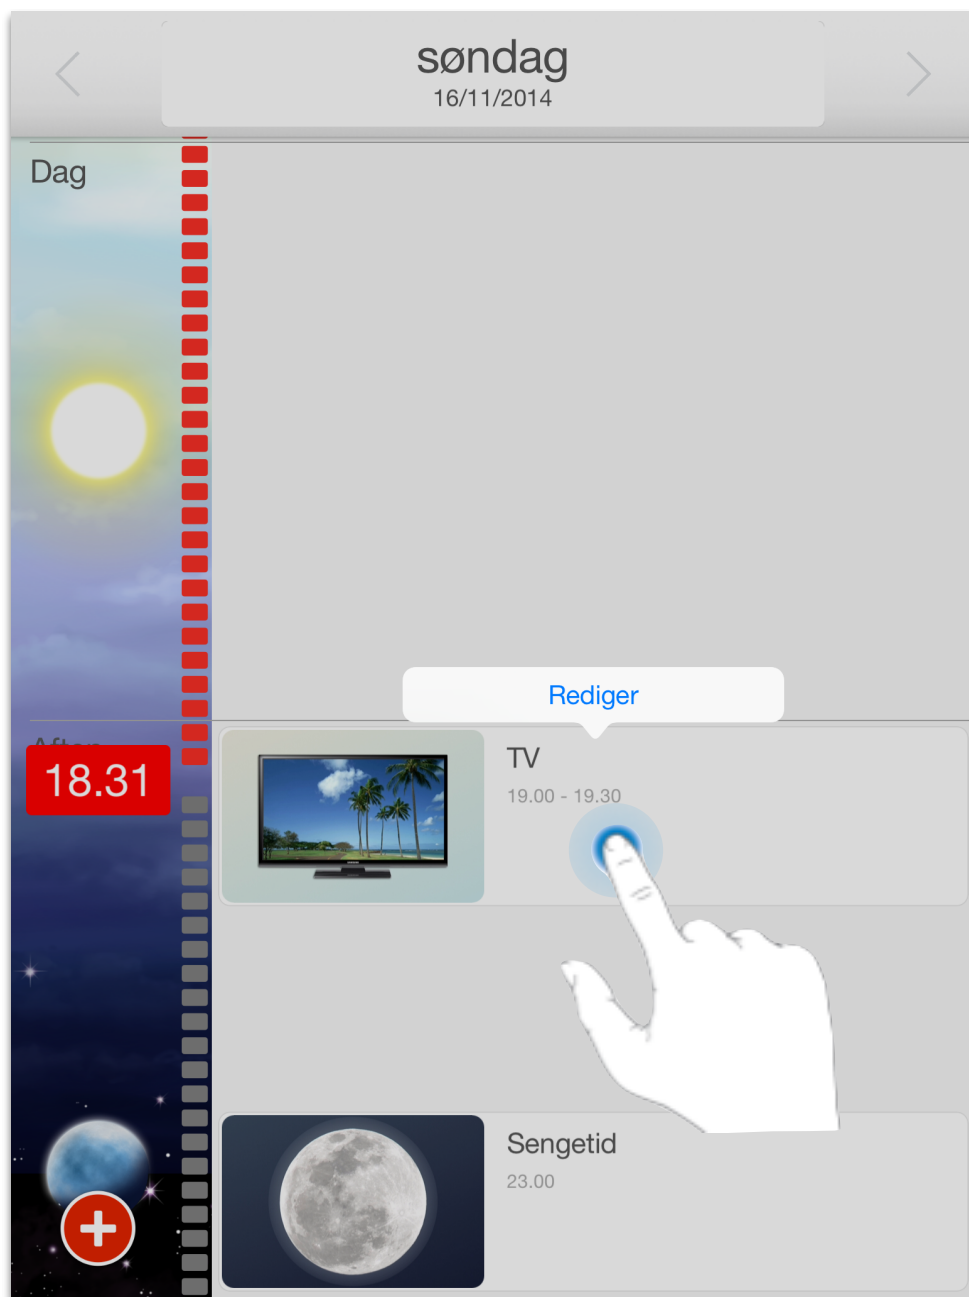 søndag
16/11/2014
Dag
Rediger
18.31
TV
19.00 - 19.30
Sengetid
23.00